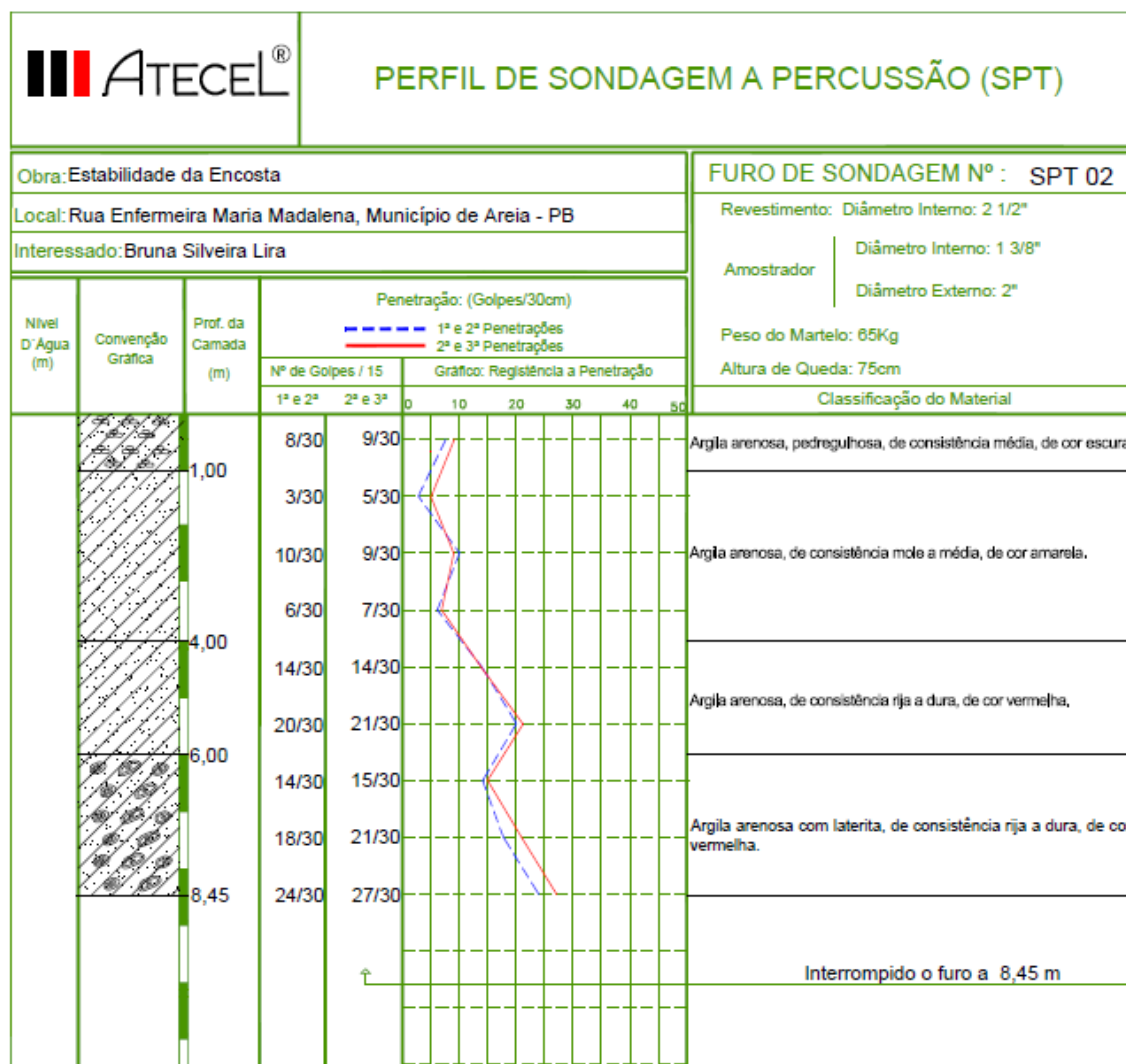 ATECEL®
PERFIL DE SONDAGEM A PERCUSSÃO (SPT)
Obra: Estabilidade da Encosta
Local: Rua Enfermeira Maria Madalena, Município de Areia - PB
Interessado: Bruna Silveira Lira
FURO DE SONDAGEM Nº : SPT 02
Revestimento: Diâmetro Interno: 2 1/2"
Amostrador
Diâmetro Interno: 1 3/8"
Diâmetro Externo: 2"
Peso do Martelo: 65Kg
Altura de Queda: 75cm
Classificação do Material
Nível
D´Água
(m)
Convenção
Gráfica
Prof. da
Camada
(m)
Penetração: (Golpes/30cm)
1ª e 2ª Penetrações
2ª e 3ª Penetrações
Nº de Golpes / 15
Gráfico: Registência a Penetração
1ª e 2ª 2ª e 3ª
0 10 20 30 40 50
8/30 9/30
Argila arenosa, pedregulhosa, de consistência média, de cor escura
1,00
3/30 5/30
10/30 9/30
Argila arenosa, de consistência mole a média, de cor amarela.
6/30 7/30
4,00
14/30 14/30
Argila arenosa, de consistência rija a dura, de cor vermelha,
20/30 21/30
6,00
14/30 15/30
18/30 21/30
Argila arenosa com laterita, de consistência rija a dura, de co
vermelha.
8,45
24/30 27/30
Interrompido o furo a 8,45 m